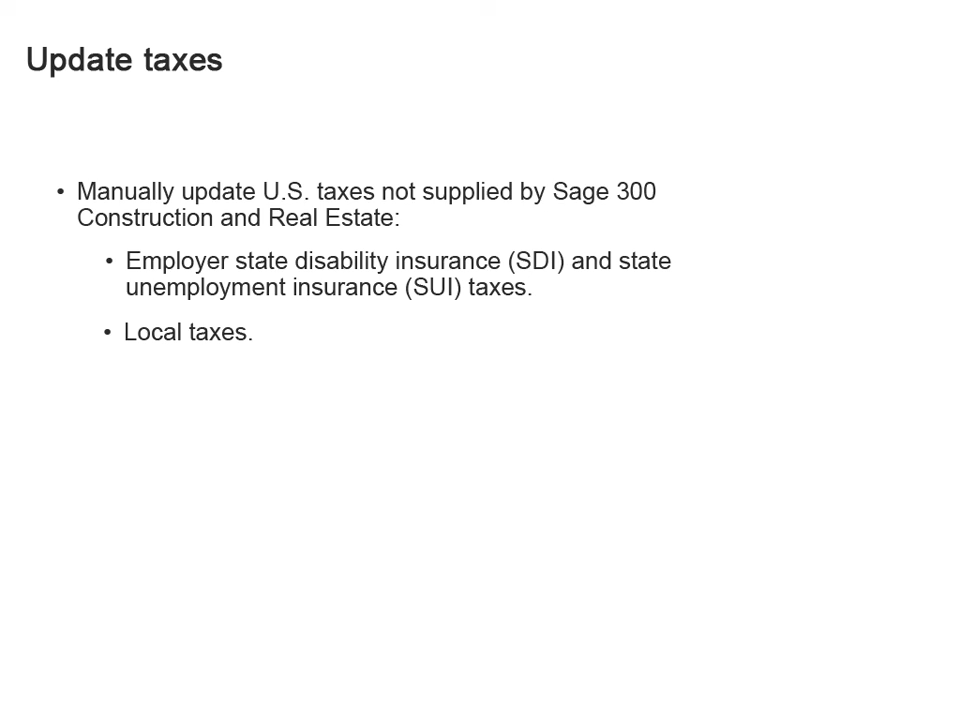 Update taxes
• Manually update U.S. taxes not supplied by Sage 300
Construction and Real Estate:
• Employer state disability insurance (SDI) and state
unemployment insurance (SUI) taxes.
• Local taxes.